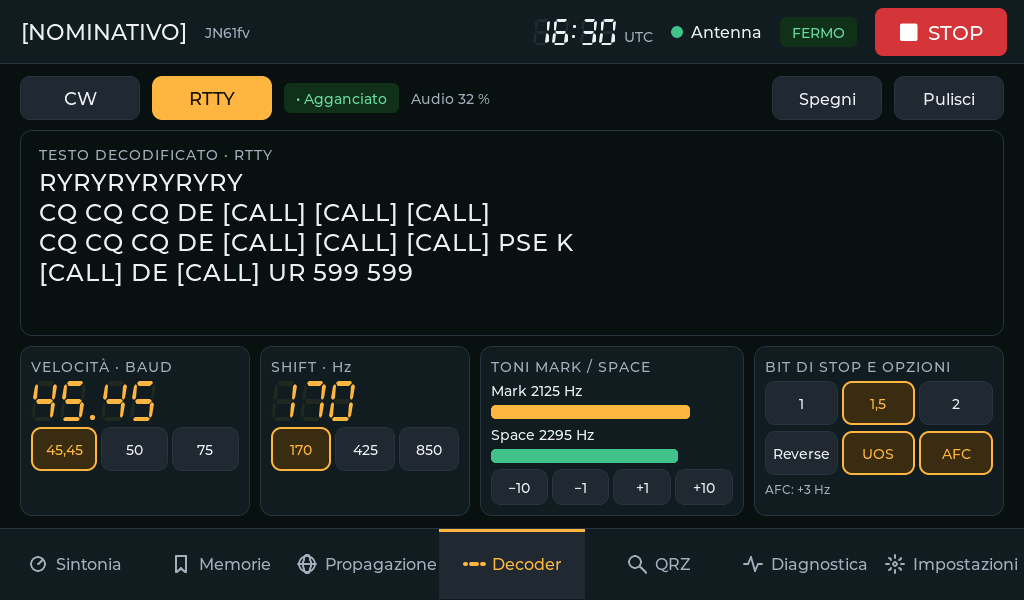 [NOMINATIVO] JN61fv 16:30 UTC Antenna FERMO STOP
CW RTTY • Agganciato Audio 32 % Spegni Pulisci
TESTO DECODIFICATO · RTTY
RYRYRYRYRYRY
CQ CQ CQ DE [CALL] [CALL] [CALL]
CQ CQ CQ DE [CALL] [CALL] [CALL] PSE K
[CALL] DE [CALL] UR 599 599
VELOCITÀ · BAUD
45.45
45,45 50 75
SHIFT · Hz
170
170 425 850
TONI MARK / SPACE
Mark 2125 Hz
Space 2295 Hz
−10 −1 +1 +10
BIT DI STOP E OPZIONI
1 1,5 2
Reverse UOS AFC
AFC: +3 Hz
Sintonia Memorie Propagazione Decoder QRZ Diagnostica Impostazioni